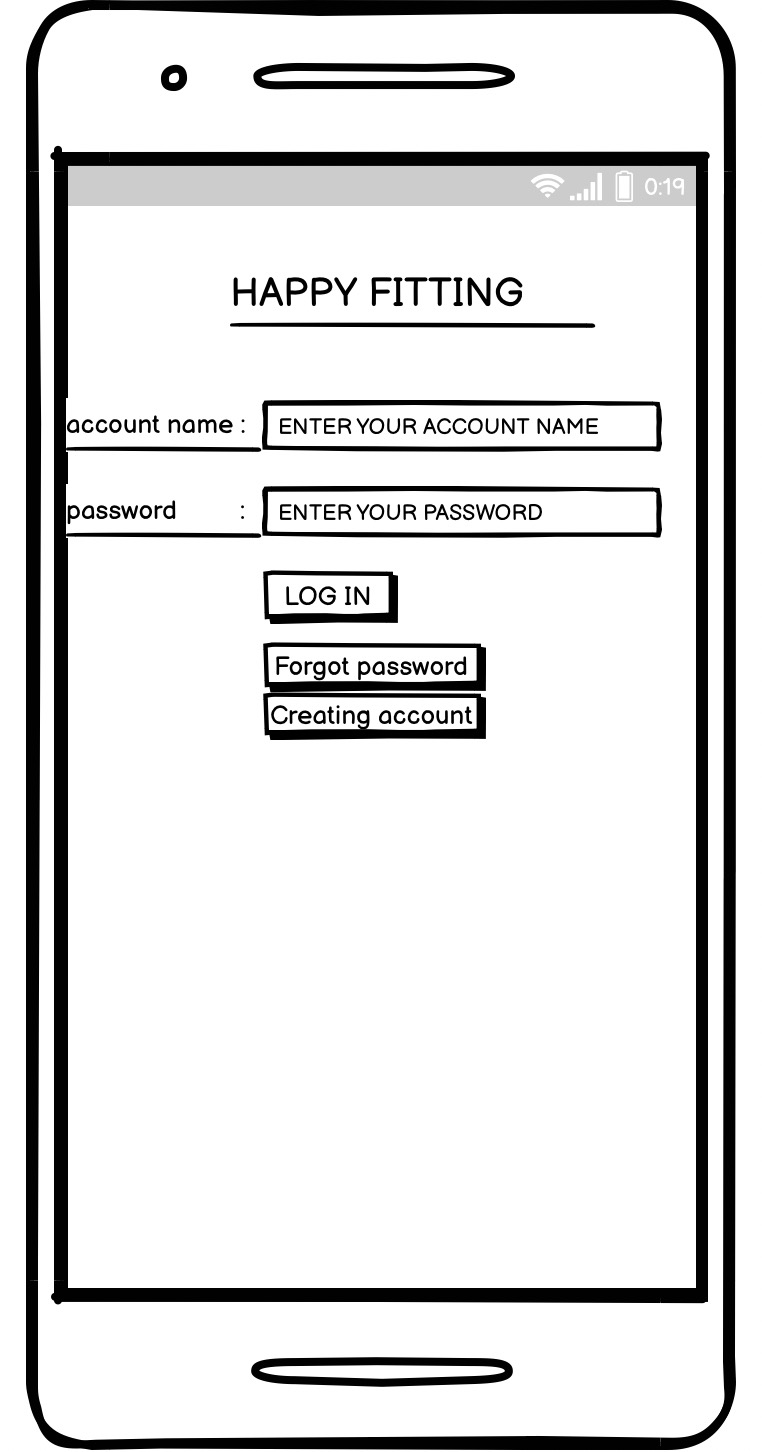 0:19
HAPPY FITTING
account name : ENTER YOUR ACCOUNT NAME
password : ENTER YOUR PASSWORD
LOG IN
Forgot password
Creating account